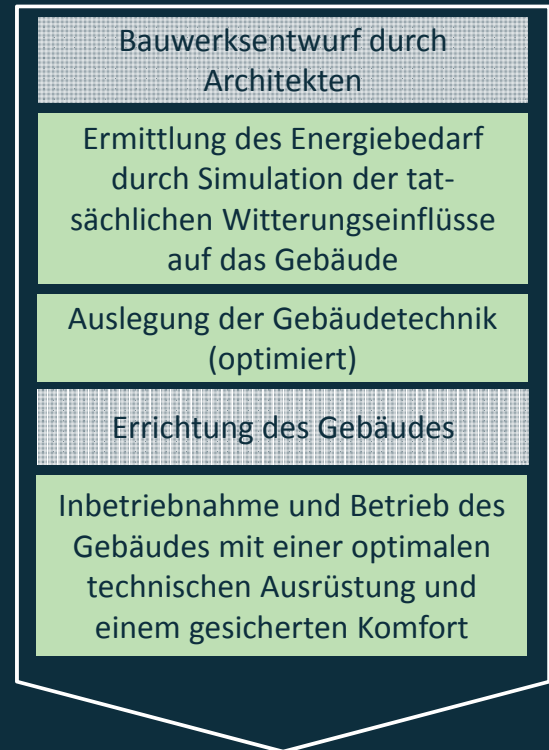 Bauwerksentwurf durch
Architekten
Ermittlung des Energiebedarf
durch Simulation der tat-
sächlichen Witterungseinflüsse
auf das Gebäude
Auslegung der Gebäudetechnik
(optimiert)
Errichtung des Gebäudes
Inbetriebnahme und Betrieb des
Gebäudes mit einer optimalen
technischen Ausrüstung und
einem gesicherten Komfort